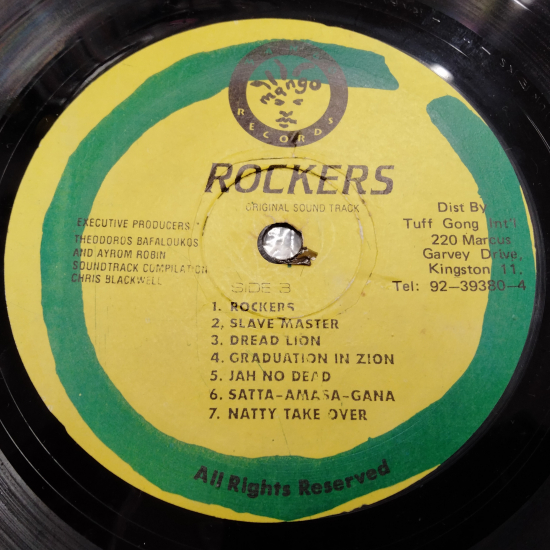 mango
RECORDS
ROCKERS
ORIGINAL SOUND TRACK
EXECUTIVE PRODUCERS
THEODOROS BAFALOUKOS
AND AYROM ROBIN
SOUNDTRACK COMPILATION
CHRIS BLACKWELL
Dist By
Tuff Gong Int'l
220 Marcus
Garvey Drive,
Kingston 11.
Tel: 92-39380-4
SIDE B
1. ROCKERS
2, SLAVE MASTER
3. DREAD LION
4. GRADUATION IN ZION
5. JAH NO DEAD
6. SATTA-AMASA-GANA
7. NATTY TAKE OVER
All Rights Reserved